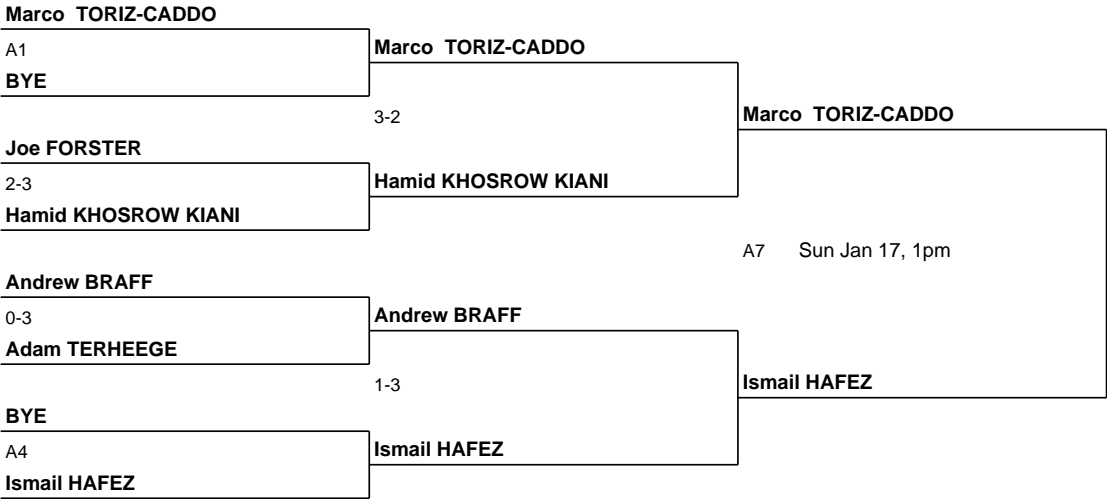 Marco  TORIZ-CADDO
A1
BYE
Marco  TORIZ-CADDO
3-2
Marco  TORIZ-CADDO
Joe FORSTER
2-3
Hamid KHOSROW KIANI
Hamid KHOSROW KIANI
A7 Sun Jan 17, 1pm
Andrew BRAFF
0-3
Adam TERHEEGE
Andrew BRAFF
1-3
Ismail HAFEZ
BYE
A4
Ismail HAFEZ
Ismail HAFEZ